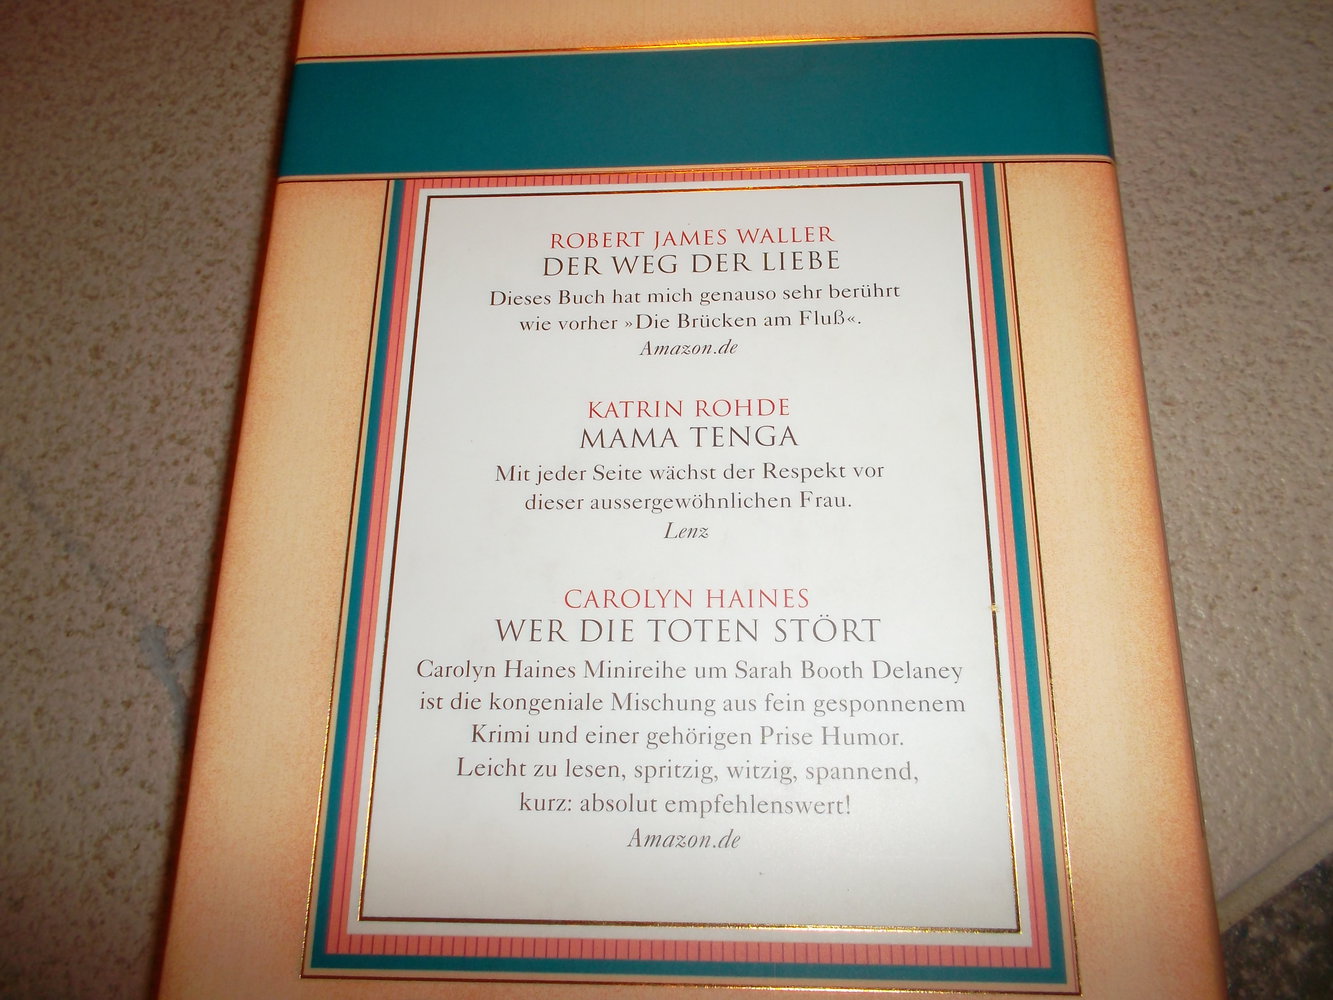 ROBERT JAMES WALLER
DER WEG DER LIEBE
Dieses Buch hat mich genauso sehr berührt
wie vorher »Die Brücken am Fluß«.
Amazon.de
KATRIN ROHDE
MAMA TENGA
Mit jeder Seite wächst der Respekt vor
dieser aussergewöhnlichen Frau.
Lenz
CAROLYN HAINES
WER DIE TOTEN STÖRT
Carolyn Haines Minireihe um Sarah Booth Delaney
ist die kongeniale Mischung aus fein gesponnenem
Krimi und einer gehörigen Prise Humor.
Leicht zu lesen, spritzig, witzig, spannend,
kurz: absolut empfehlenswert!
Amazon.de